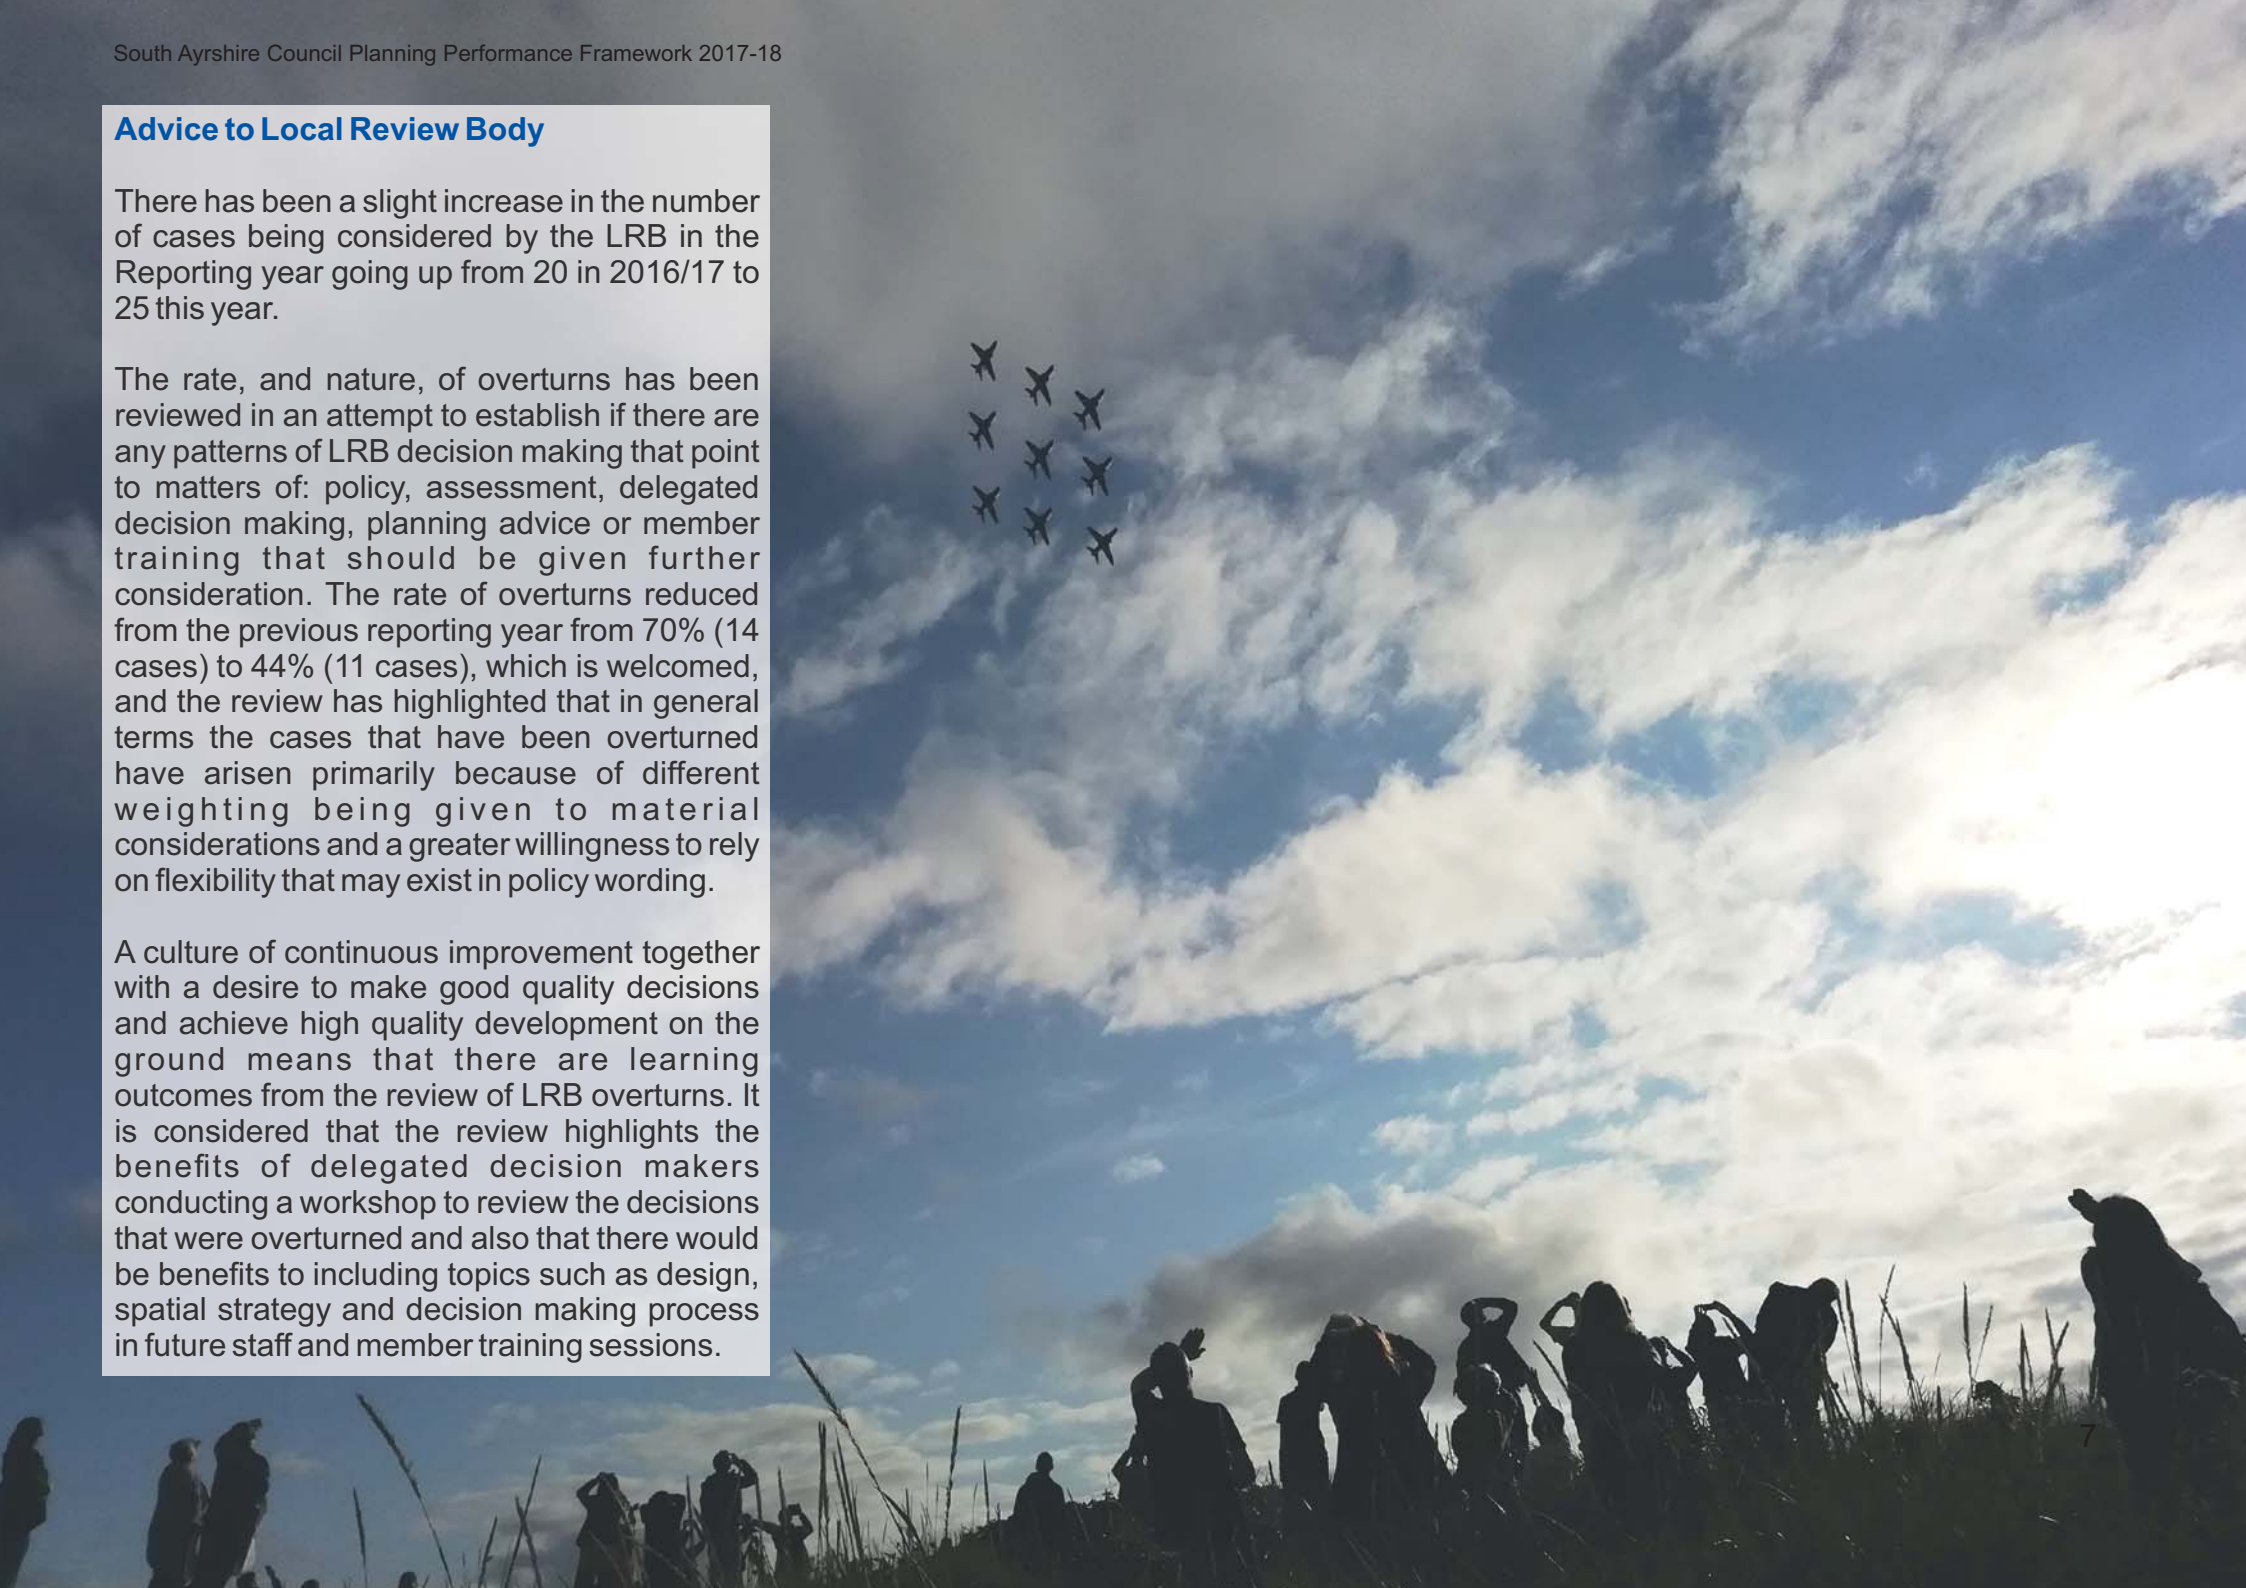 South Ayrshire Council Planning Performance Framework 2017-18
Advice to Local Review Body
There has been a slight increase in the number
of cases being considered by the LRB in the
Reporting year going up from 20 in 2016/17 to
25 this year.
The rate, and nature, of overturns has been
reviewed in an attempt to establish if there are
any patterns of LRB decision making that point
to matters of: policy, assessment, delegated
decision making, planning advice or member
training that should be given further
consideration. The rate of overturns reduced
from the previous reporting year from 70% (14
cases) to 44% (11 cases), which is welcomed,
and the review has highlighted that in general
terms the cases that have been overturned
have arisen primarily because of different
weighting being given to material
considerations and a greater willingness to rely
on flexibility that may exist in policy wording.
A culture of continuous improvement together
with a desire to make good quality decisions
and achieve high quality development on the
ground means that there are learning
outcomes from the review of LRB overturns. It
is considered that the review highlights the
benefits of delegated decision makers
conducting a workshop to review the decisions
that were overturned and also that there would
be benefits to including topics such as design,
spatial strategy and decision making process
in future staff and member training sessions.
7